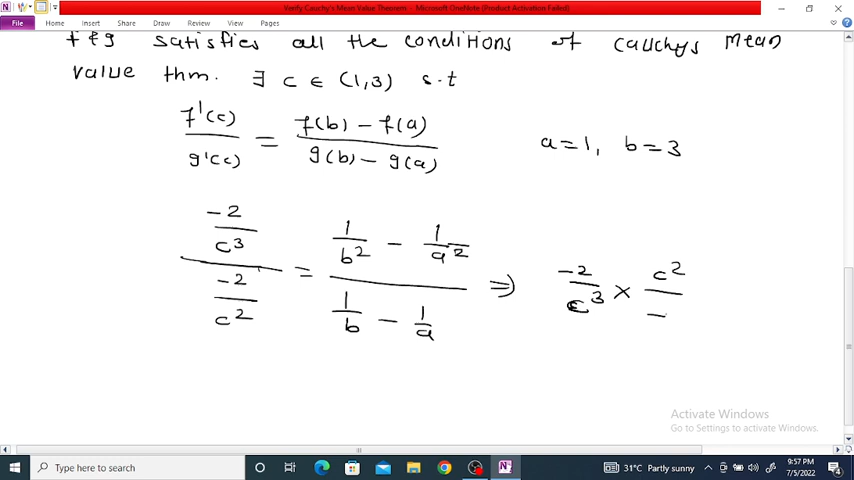 Verify Cauchy's Mean Value Theorem - Microsoft OneNote (Product Activation Failed)
File Home Insert Share Draw Review View Pages
f & g satisfies all the conditions of cauchys mean
value thm. ∃ c ∈ (1,3) s.t
f'(c) / g'(c) = f(b) - f(a) / g(b) - g(a)
a=1, b=3
-2/c³ / -2/c² = 1/b² - 1/a² / 1/b - 1/a ⇒ -2/c³ × c²/-
Activate Windows
Go to Settings to activate Windows.
Type here to search
31°C Partly sunny
9:57 PM
7/5/2022
4